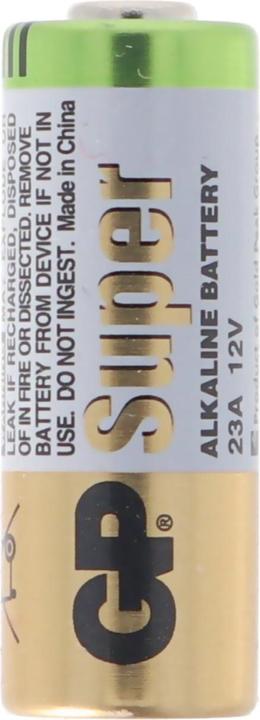 LEAK IF RECHARGED, DISPOSED
OF IN FIRE OR DISSECTED. REMOVE
BATTERY FROM DEVICE IF NOT IN
USE. DO NOT INGEST. Made in China
GP® Super
ALKALINE BATTERY
23A 12V